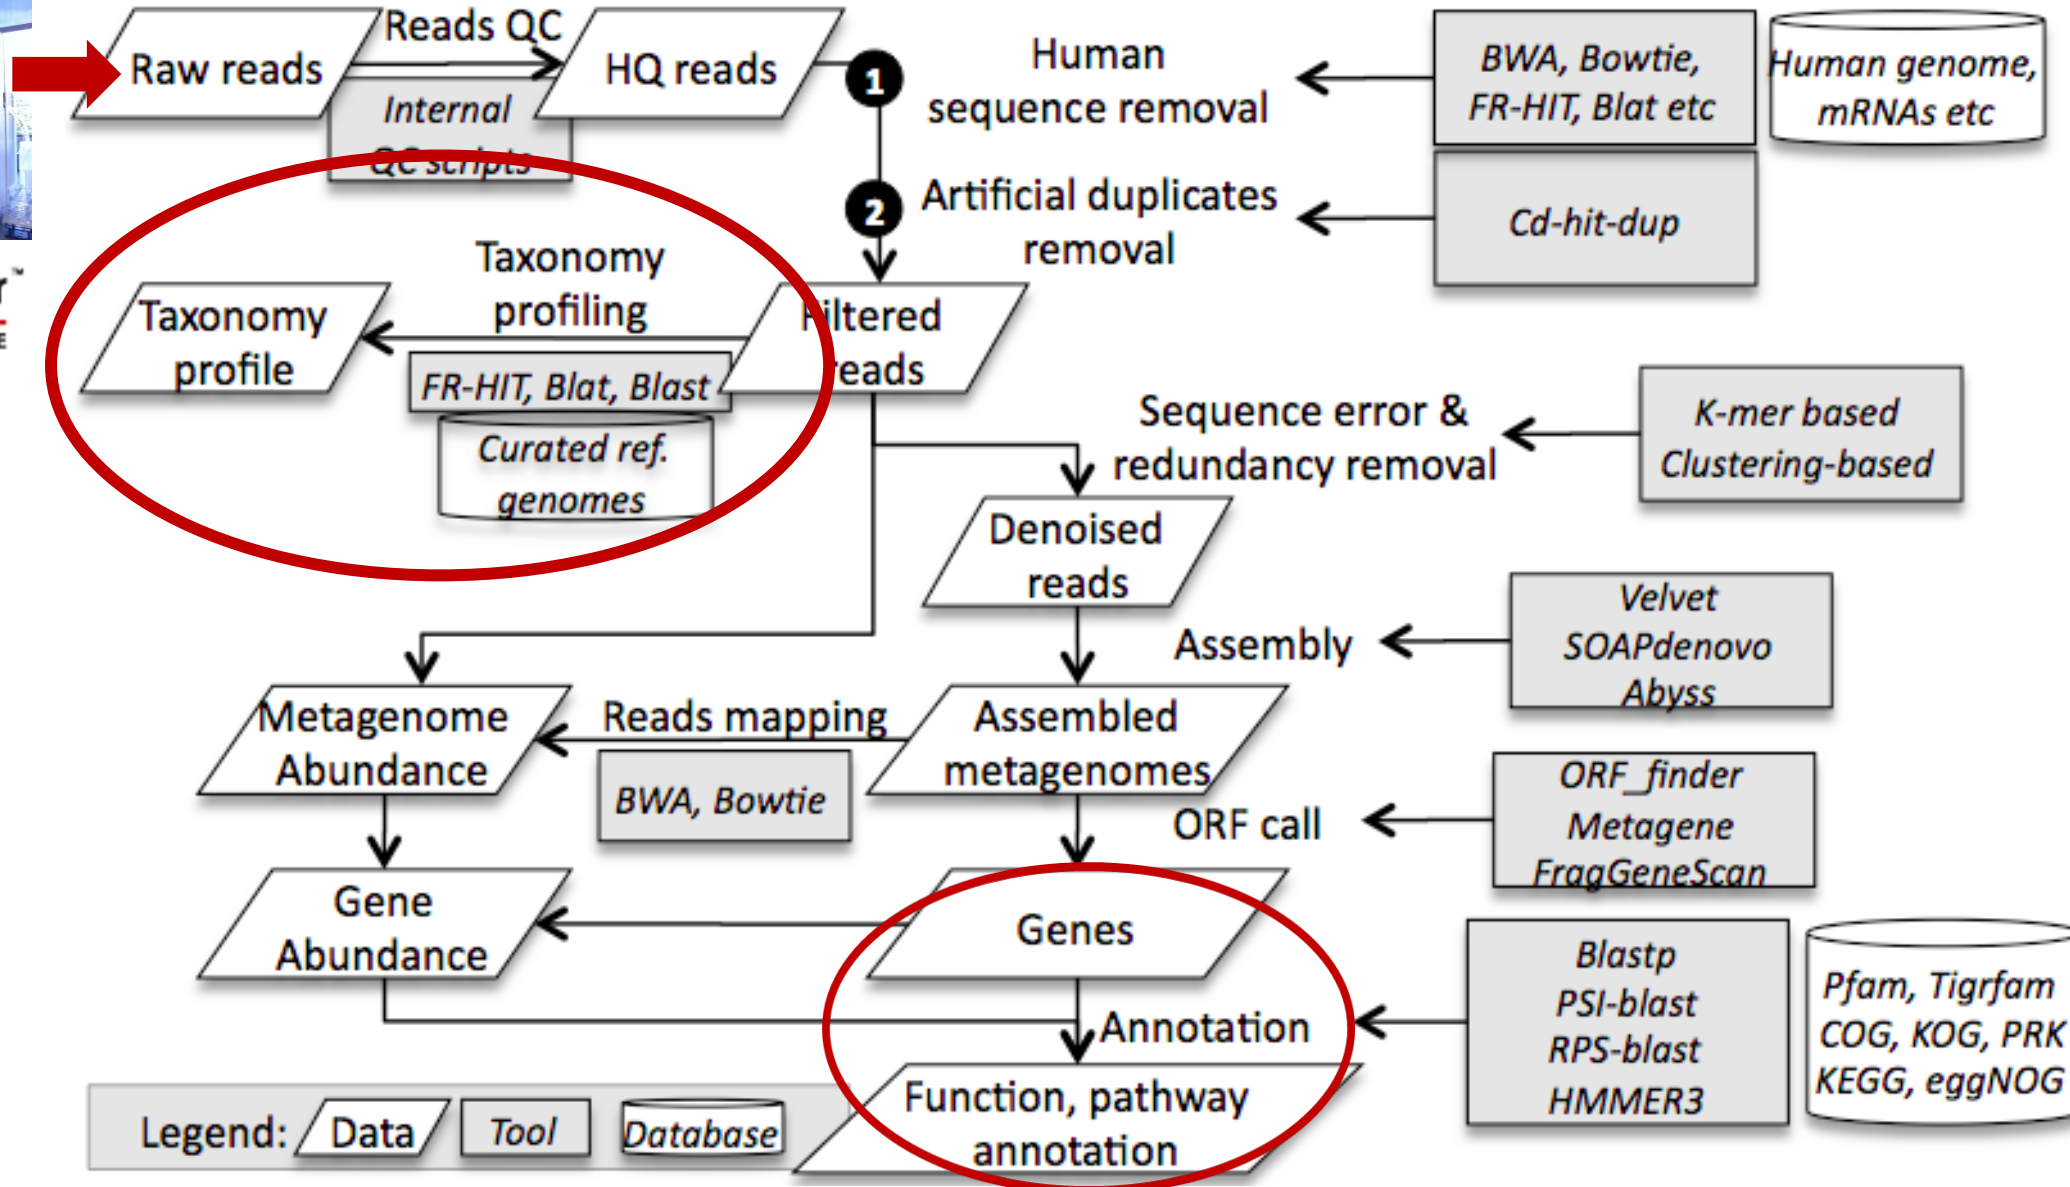 Raw reads
Reads QC
HQ reads
Internal
QC scripts
1
Human
sequence removal
BWA, Bowtie,
FR-HIT, Blat etc
Human genome,
mRNAs etc
2
Artificial duplicates
removal
Cd-hit-dup
Taxonomy
profile
Taxonomy
profiling
FR-HIT, Blat, Blast
Curated ref.
genomes
Filtered
reads
Sequence error &
redundancy removal
K-mer based
Clustering-based
Denoised
reads
Assembly
Velvet
SOAPdenovo
Abyss
Metagenome
Abundance
Reads mapping
BWA, Bowtie
Assembled
metagenomes
ORF call
ORF_finder
Metagene
FragGeneScan
Gene
Abundance
Genes
Annotation
Blastp
PSI-blast
RPS-blast
HMMER3
Pfam, Tigrfam
COG, KOG, PRK
KEGG, eggNOG
Function, pathway
annotation
Legend:
Data
Tool
Database